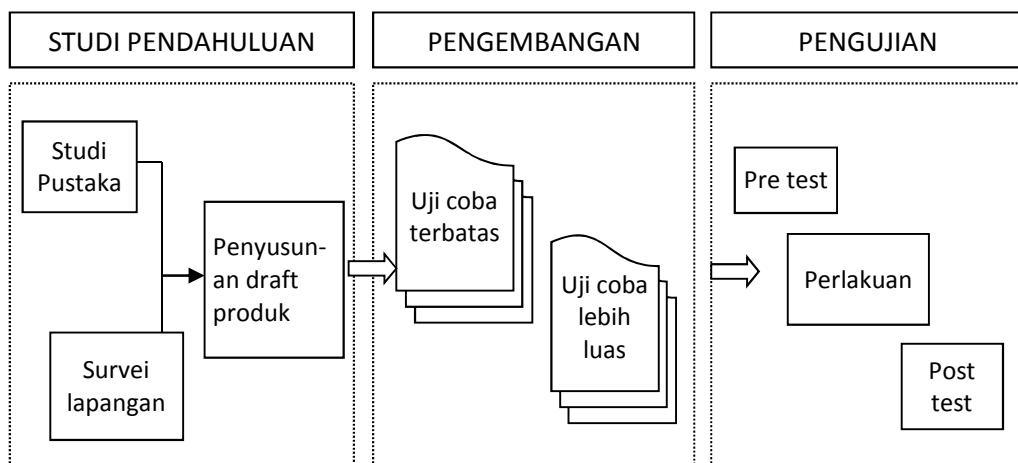 STUDI PENDAHULUAN
PENGEMBANGAN
PENGUJIAN
Studi
Pustaka
Penyusun-
an draft
produk
Survei
lapangan
Uji coba
terbatas
Uji coba
lebih
luas
Pre test
Perlakuan
Post
test